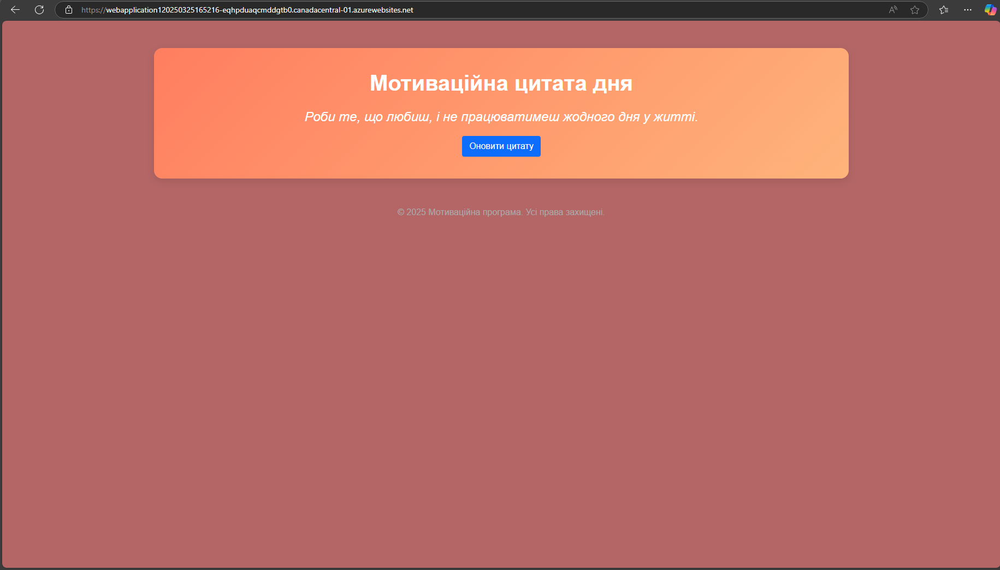 https://webapplication120250325165216-eqhpduaqcmddgtb0.canadacentral-01.azurewebsites.net
Мотиваційна цитата дня
Роби те, що любиш, і не працюватимеш жодного дня у житті.
Оновити цитату
© 2025 Мотиваційна програма. Усі права захищені.